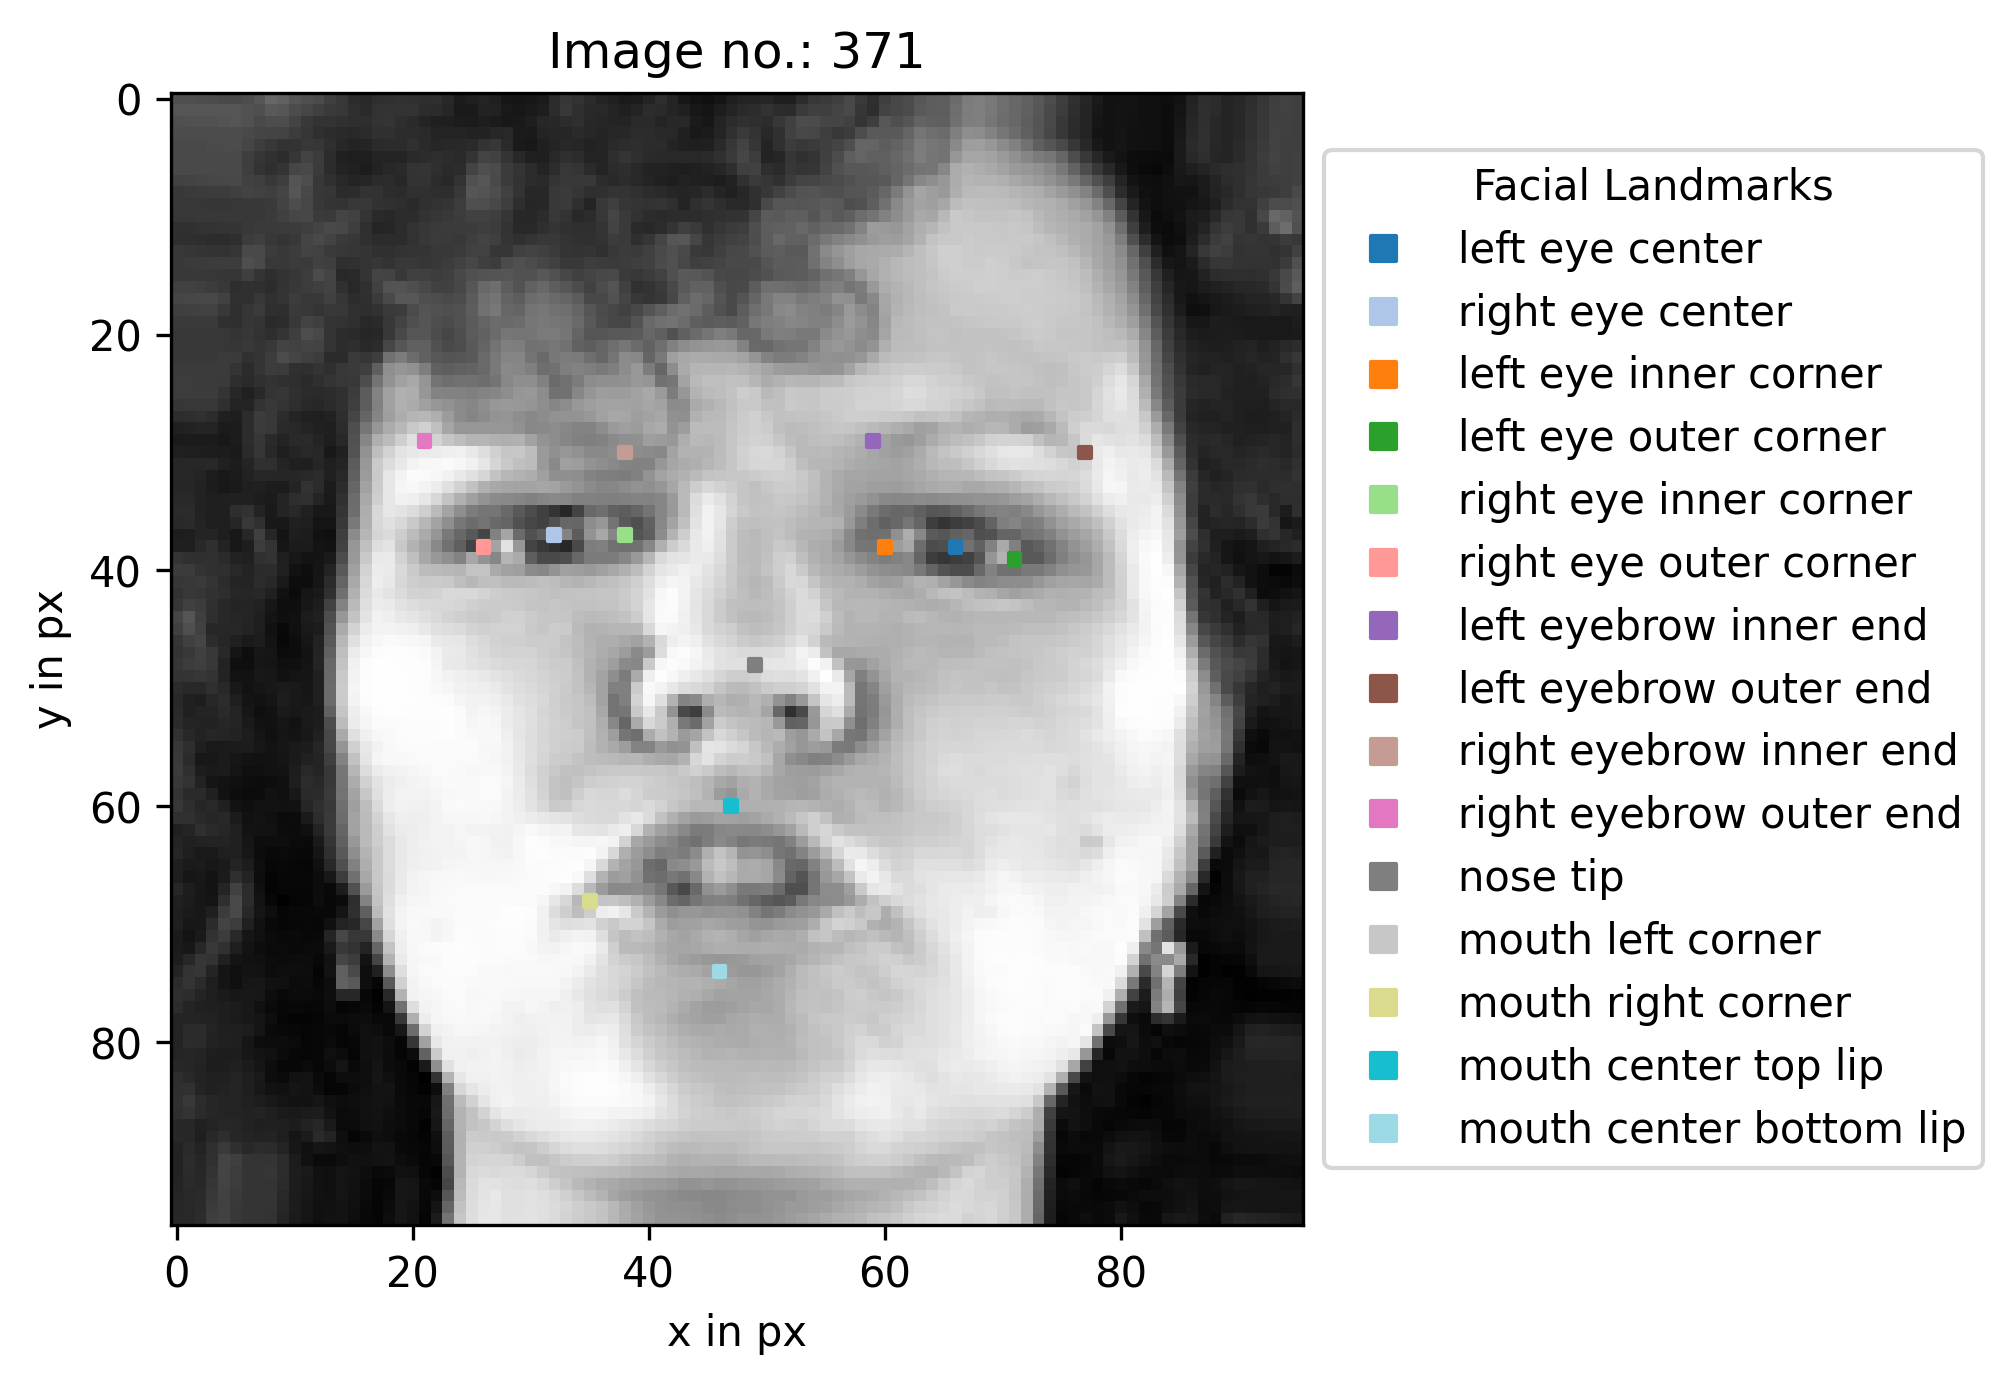 Image no.: 371
0
20
40
60
80
y in px
0 20 40 60 80
x in px
Facial Landmarks
left eye center
right eye center
left eye inner corner
left eye outer corner
right eye inner corner
right eye outer corner
left eyebrow inner end
left eyebrow outer end
right eyebrow inner end
right eyebrow outer end
nose tip
mouth left corner
mouth right corner
mouth center top lip
mouth center bottom lip